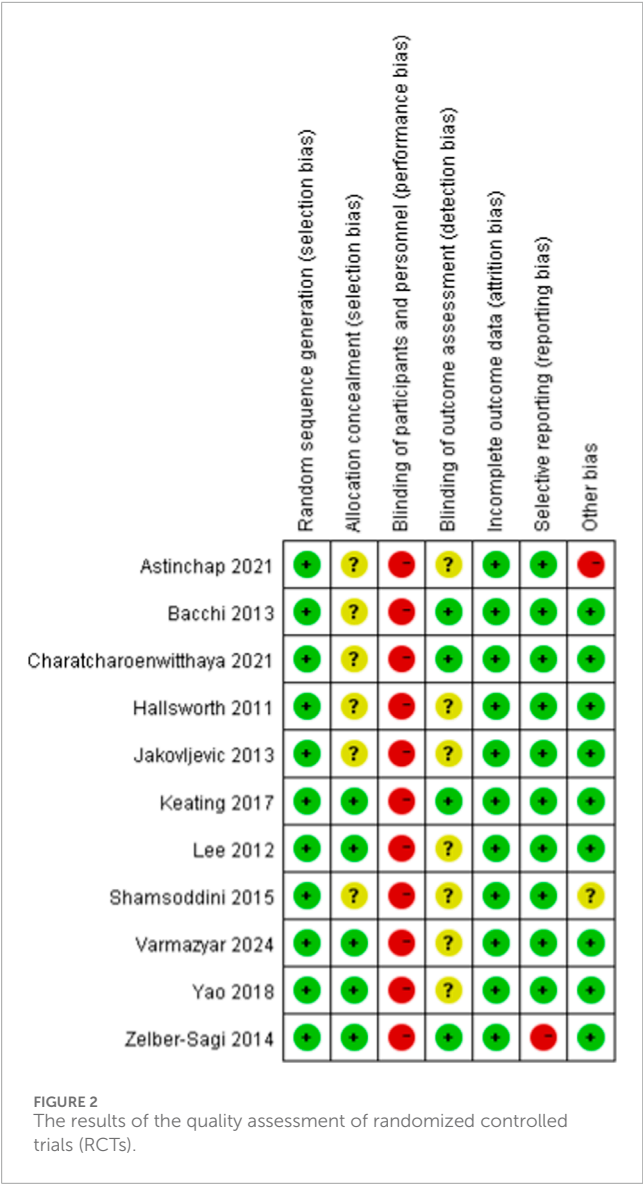 Random sequence generation (selection bias)
Allocation concealment (selection bias)
Blinding of participants and personnel (performance bias)
Blinding of outcome assessment (detection bias)
Incomplete outcome data (attrition bias)
Selective reporting (reporting bias)
Other bias
Astinchap 2021 + ? - ? + + -
Bacchi 2013 + ? - + + + +
Charatcharoenwitthaya 2021 + ? - + + + +
Hallsworth 2011 + ? - ? + + +
Jakovljevic 2013 + ? - ? + + +
Keating 2017 + + - + + + +
Lee 2012 + + - ? + + +
Shamsoddini 2015 + ? - ? + + ?
Varmazyar 2024 + + - ? + + +
Yao 2018 + + - ? + + +
Zelber-Sagi 2014 + + - + + - +
FIGURE 2
The results of the quality assessment of randomized controlled
trials (RCTs).